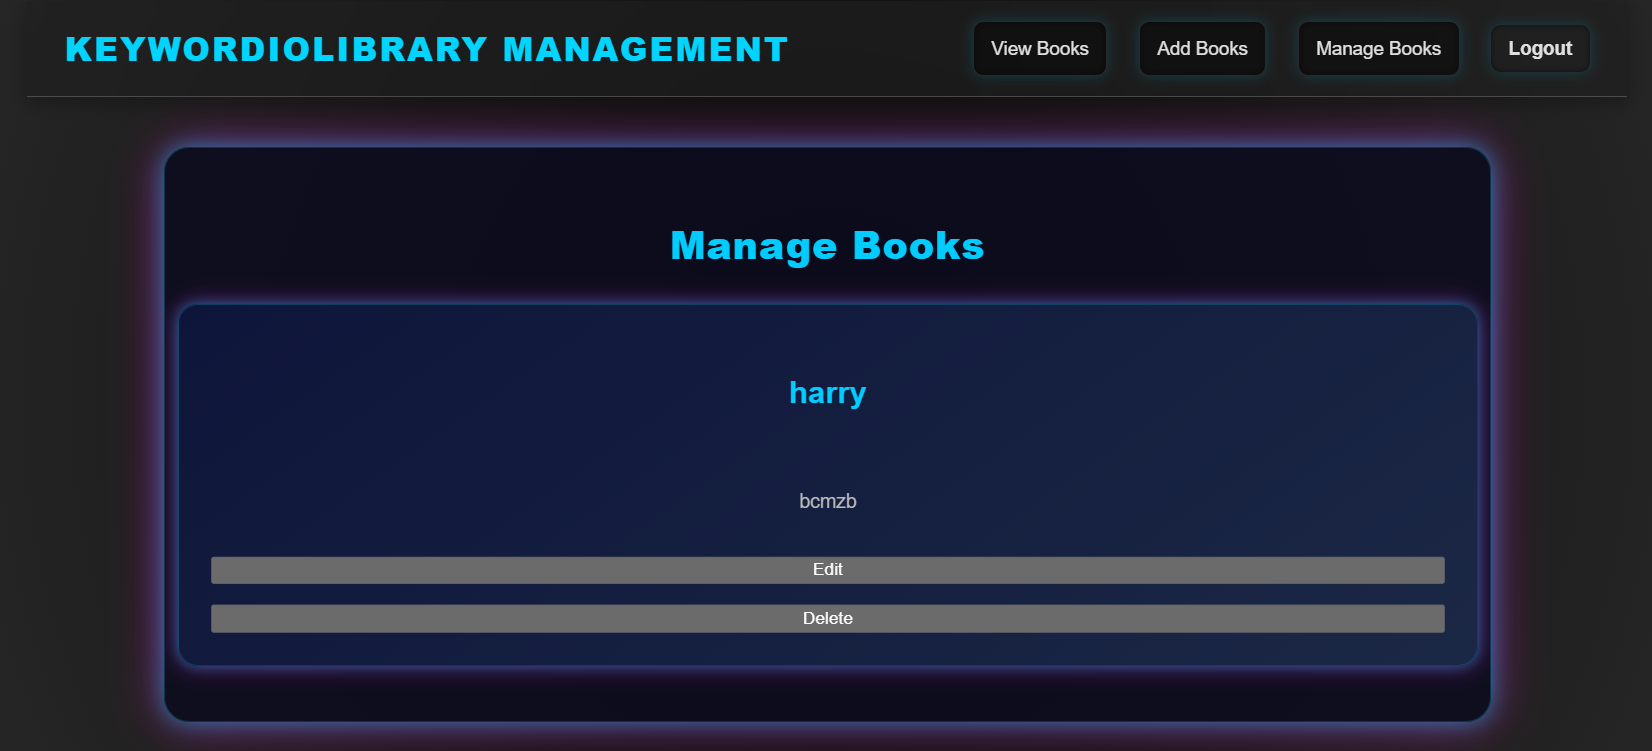 KEYWORDIOLIBRARY MANAGEMENT
View Books
Add Books
Manage Books
Logout
Manage Books
harry
bcmzb
Edit
Delete